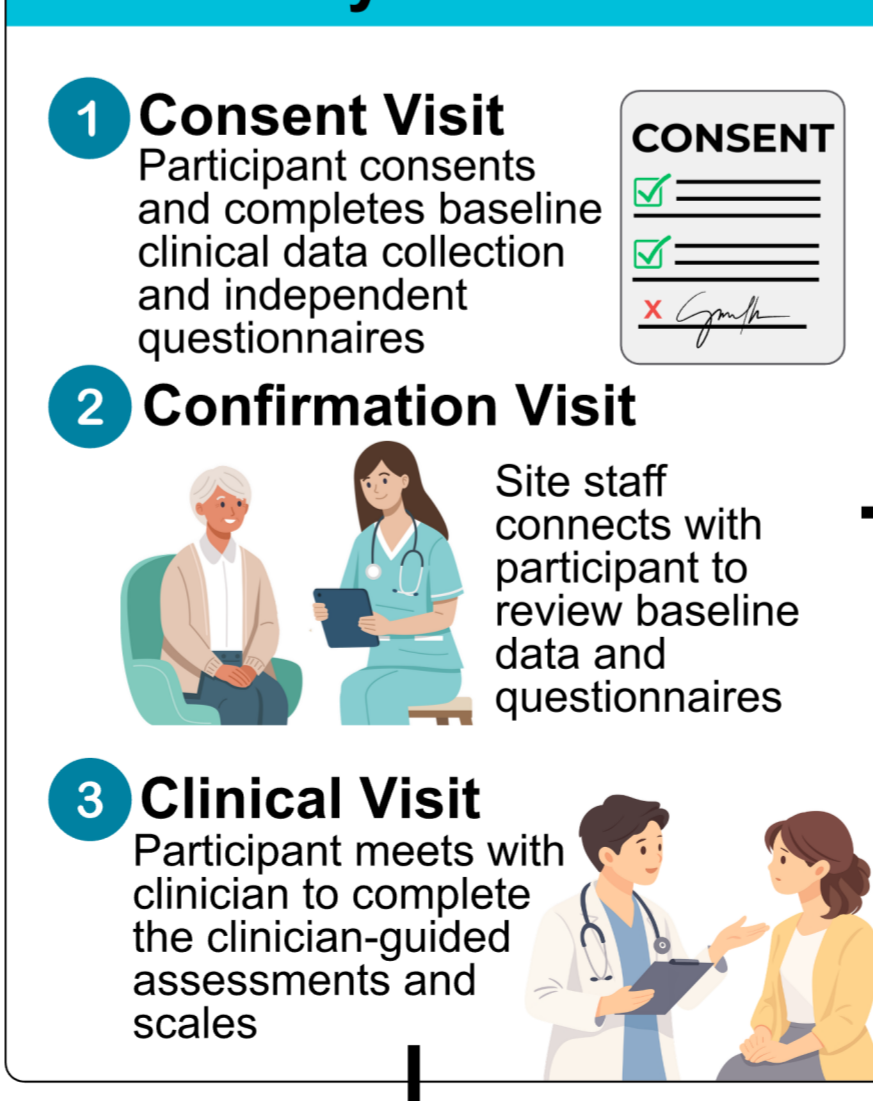 1 Consent Visit
Participant consents
and completes baseline
clinical data collection
and independent
questionnaires
CONSENT
X
2 Confirmation Visit
Site staff
connects with
participant to
review baseline
data and
questionnaires
3 Clinical Visit
Participant meets with
clinician to complete
the clinician-guided
assessments and
scales